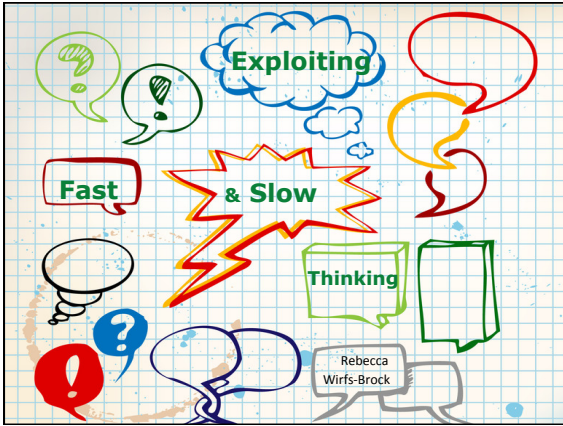 ?
!
Exploiting
Fast
& Slow
Thinking
?
!
Rebecca
Wirfs-Brock